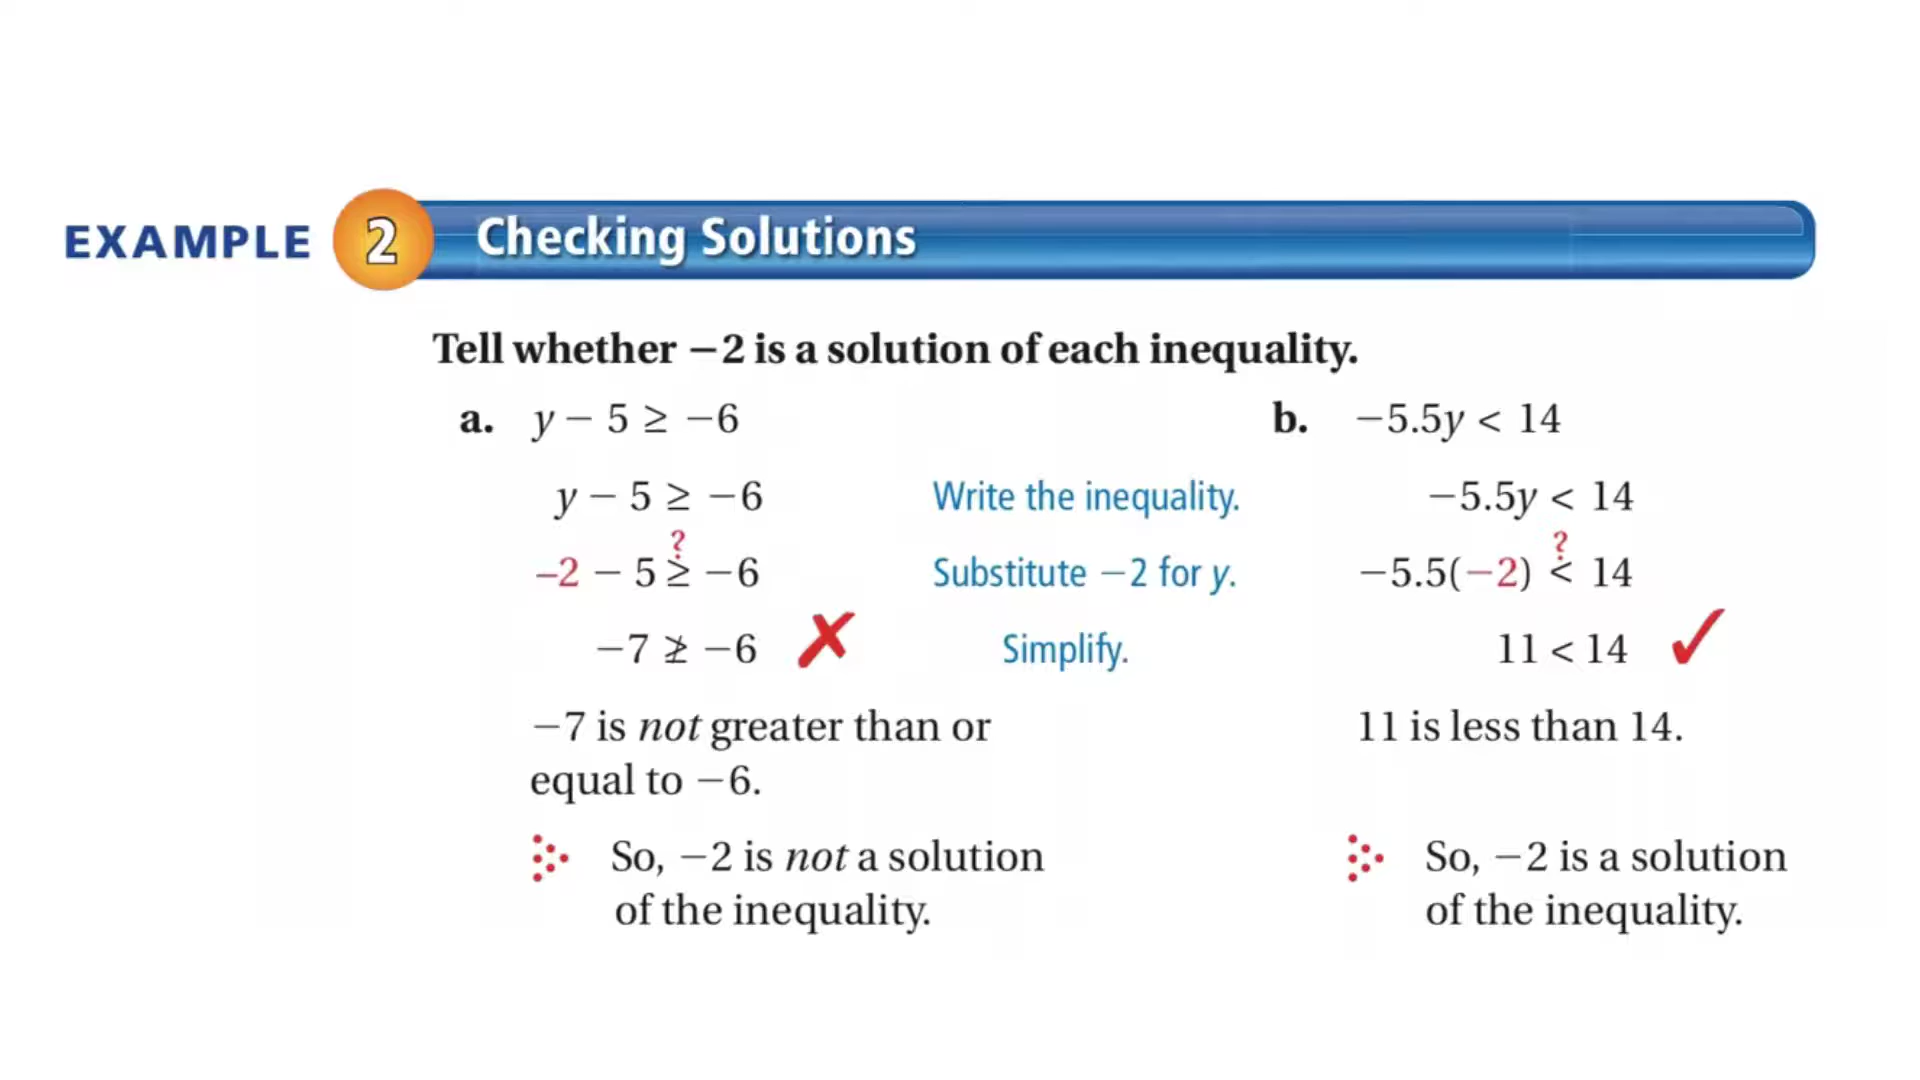 EXAMPLE 2 Checking Solutions
Tell whether −2 is a solution of each inequality.
a. y − 5 ≥ −6
b. −5.5y < 14
y − 5 ≥ −6 Write the inequality. −5.5y < 14
?
–2 − 5 ≥ −6 Substitute −2 for y. −5.5(−2) < 14
?
−7 ≱ −6 ✗ Simplify. 11 < 14 ✓
−7 is not greater than or
equal to −6.
11 is less than 14.
So, −2 is not a solution
of the inequality.
So, −2 is a solution
of the inequality.